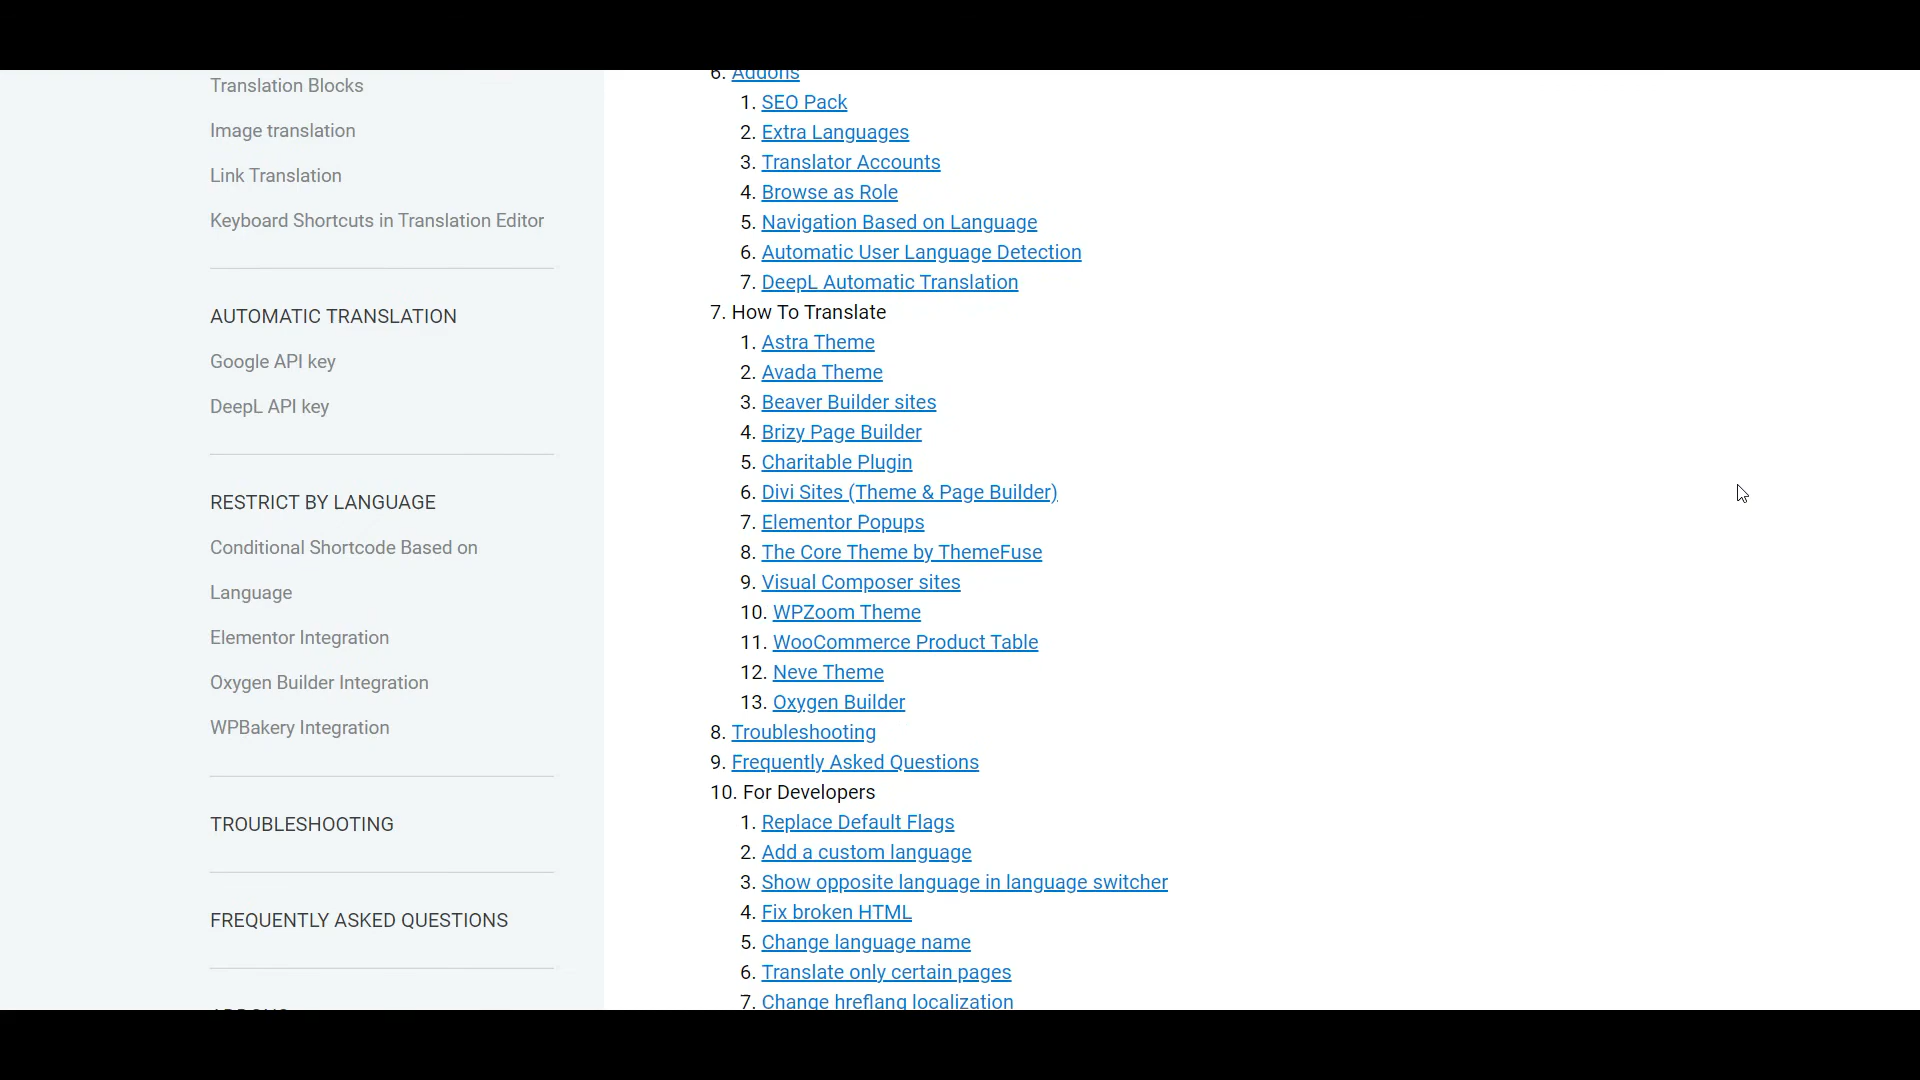 Translation Blocks
Image translation
Link Translation
Keyboard Shortcuts in Translation Editor
AUTOMATIC TRANSLATION
Google API key
DeepL API key
RESTRICT BY LANGUAGE
Conditional Shortcode Based on
Language
Elementor Integration
Oxygen Builder Integration
WPBakery Integration
TROUBLESHOOTING
FREQUENTLY ASKED QUESTIONS
6. Addons
1. SEO Pack
2. Extra Languages
3. Translator Accounts
4. Browse as Role
5. Navigation Based on Language
6. Automatic User Language Detection
7. DeepL Automatic Translation
7. How To Translate
1. Astra Theme
2. Avada Theme
3. Beaver Builder sites
4. Brizy Page Builder
5. Charitable Plugin
6. Divi Sites (Theme & Page Builder)
7. Elementor Popups
8. The Core Theme by ThemeFuse
9. Visual Composer sites
10. WPZoom Theme
11. WooCommerce Product Table
12. Neve Theme
13. Oxygen Builder
8. Troubleshooting
9. Frequently Asked Questions
10. For Developers
1. Replace Default Flags
2. Add a custom language
3. Show opposite language in language switcher
4. Fix broken HTML
5. Change language name
6. Translate only certain pages
7. Change hreflang localization